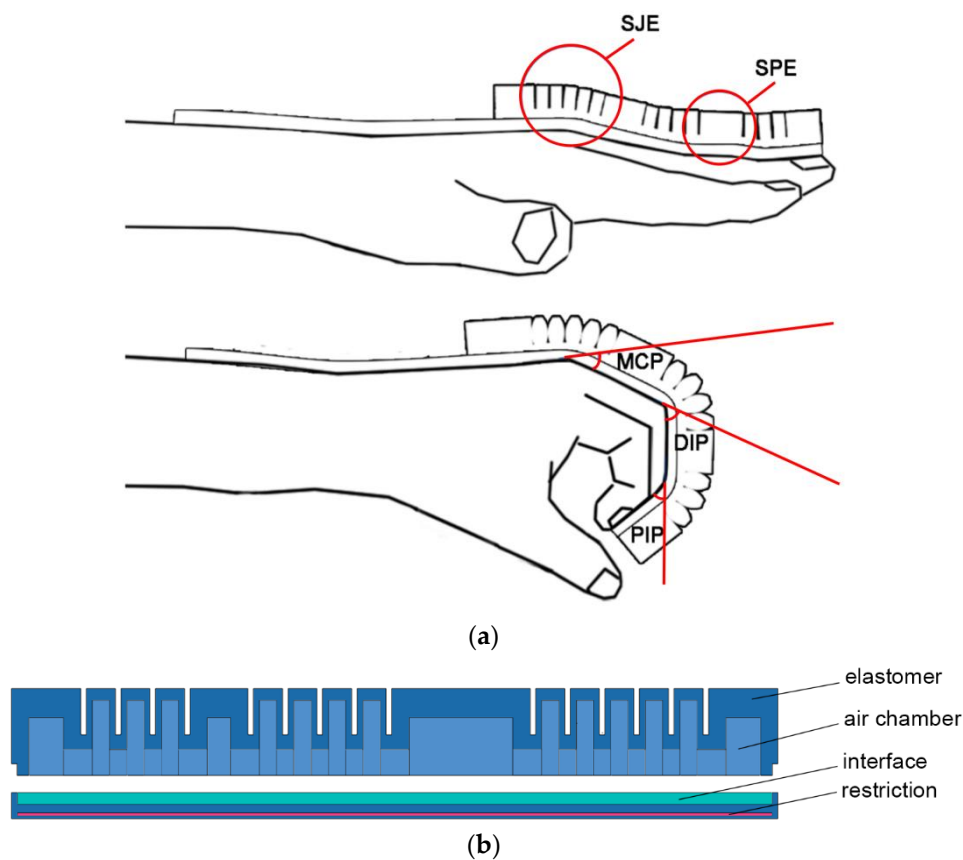 SJE
SPE
MCP
DIP
PIP
(a)
elastomer
air chamber
interface
restriction
(b)